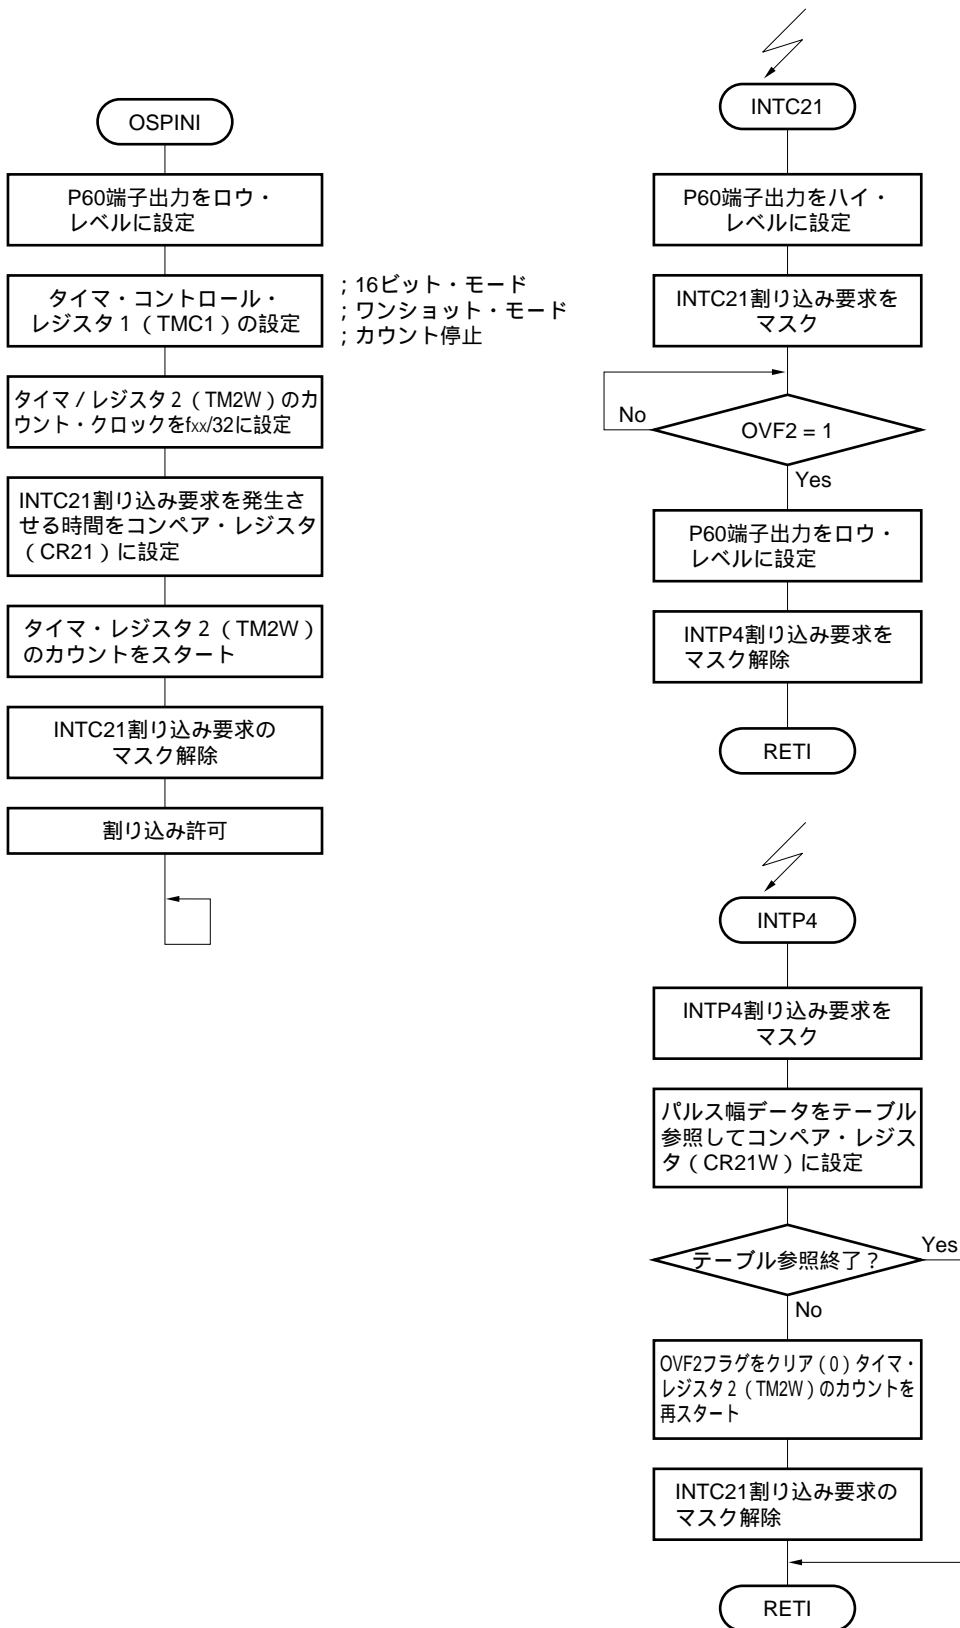 OSPINI
P60端子出力をロウ・
レベルに設定
タイマ・コントロール・
レジスタ1（TMC1）の設定
；16ビット・モード
；ワンショット・モード
；カウント停止
タイマ／レジスタ2（TM2W）のカ
ウント・クロックをfxx/32に設定
INTC21割り込み要求を発生さ
せる時間をコンペア・レジスタ
（CR21）に設定
タイマ・レジスタ2（TM2W）
のカウントをスタート
INTC21割り込み要求の
マスク解除
割り込み許可
INTC21
P60端子出力をハイ・
レベルに設定
INTC21割り込み要求を
マスク
No
OVF2 = 1
Yes
P60端子出力をロウ・
レベルに設定
INTP4割り込み要求を
マスク解除
RETI
INTP4
INTP4割り込み要求を
マスク
パルス幅データをテーブル
参照してコンペア・レジス
タ（CR21W）に設定
テーブル参照終了？
Yes
No
OVF2フラグをクリア（0）タイマ・
レジスタ2（TM2W）のカウントを
再スタート
INTC21割り込み要求の
マスク解除
RETI